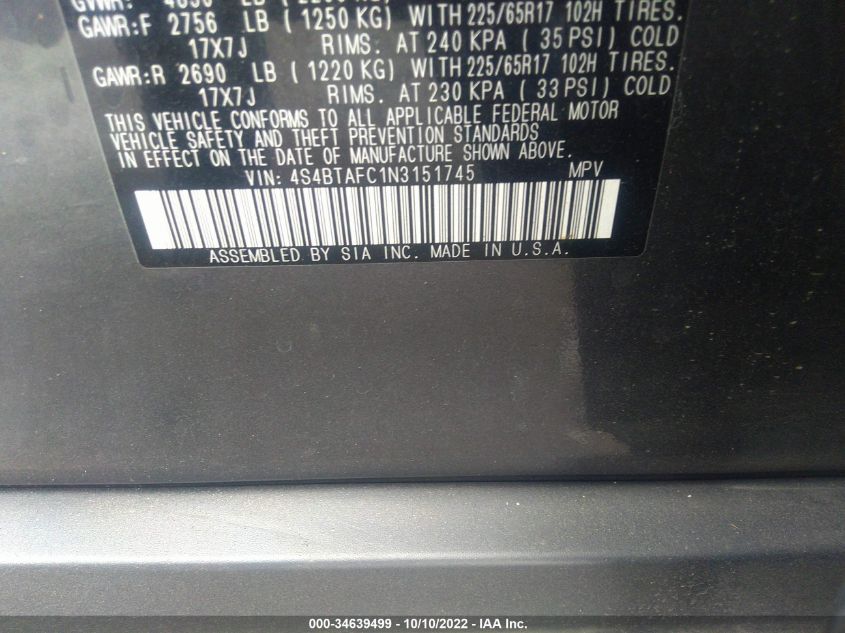 GAWR:F 2756 LB ( 1250 KG) WITH 225/65R17 102H TIRES.
17X7J RIMS. AT 240 KPA ( 35 PSI) COLD
GAWR:R 2690 LB ( 1220 KG) WITH 225/65R17 102H TIRES.
17X7J RIMS. AT 230 KPA ( 33 PSI) COLD
THIS VEHICLE CONFORMS TO ALL APPLICABLE FEDERAL MOTOR
VEHICLE SAFETY AND THEFT PREVENTION STANDARDS
IN EFFECT ON THE DATE OF MANUFACTURE SHOWN ABOVE.
VIN: 4S4BTAFC1N3151745 MPV
ASSEMBLED BY SIA INC. MADE IN U.S.A.
000-34639499 - 10/10/2022 - IAA Inc.